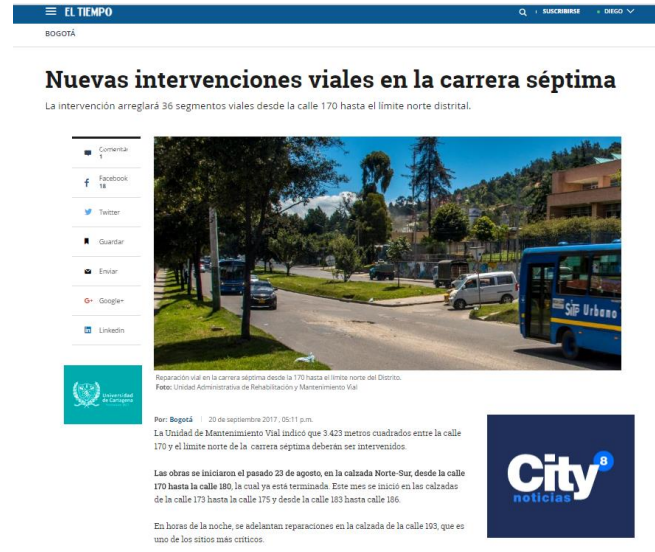 EL TIEMPO
SUSCRIBIRSE
DIEGO
BOGOTÁ
Nuevas intervenciones viales en la carrera séptima
La intervención arreglará 36 segmentos viales desde la calle 170 hasta el límite norte distrital.
Comentar
1
Facebook
18
Twitter
Guardar
Enviar
G+ Google+
Linkedin
SiTP Urbano
Reparación vial en la carrera séptima desde la 170 hasta el límite norte del Distrito.
Foto: Unidad Administrativa de Rehabilitación y Mantenimiento Vial
Universidad
de Cartagena
Por: Bogotá
20 de septiembre 2017, 05:11 p.m.
La Unidad de Mantenimiento Vial indicó que 3.423 metros cuadrados entre la calle
170 y el límite norte de la carrera séptima deberán ser intervenidos.
Las obras se iniciaron el pasado 23 de agosto, en la calzada Norte-Sur, desde la calle
170 hasta la calle 180, la cual ya está terminada. Este mes se inició en las calzadas
de la calle 173 hasta la calle 175 y desde la calle 183 hasta calle 186.
En horas de la noche, se adelantan reparaciones en la calzada de la calle 193, que es
uno de los sitios más críticos.
City 8
noticias